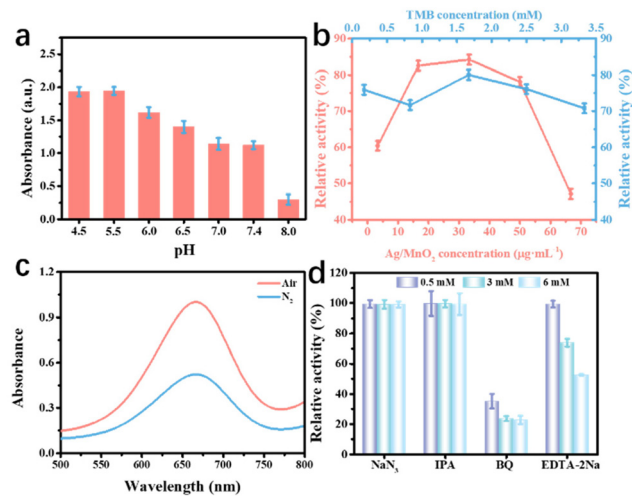 a
Absorbance (a.u.)
2.5
2.0
1.5
1.0
0.5
0.0
4.5 5.5 6.0 6.5 7.0 7.4 8.0
pH
b
TMB concentration (mM)
0.0 0.5 1.0 1.5 2.0 2.5 3.0 3.5
Relative activity (%)
90
80
70
60
50
40
90
80
70
60
50
40
Relative activity (%)
0 10 20 30 40 50 60 70
Ag/MnO₂ concentration (μg·mL⁻¹)
c
Absorbance
1.2
0.9
0.6
0.3
0.0
Air
N₂
500 550 600 650 700 750 800
Wavelength (nm)
d
Relative activity (%)
120
100
80
60
40
20
0
0.5 mM 3 mM 6 mM
NaN₃ IPA BQ EDTA-2Na